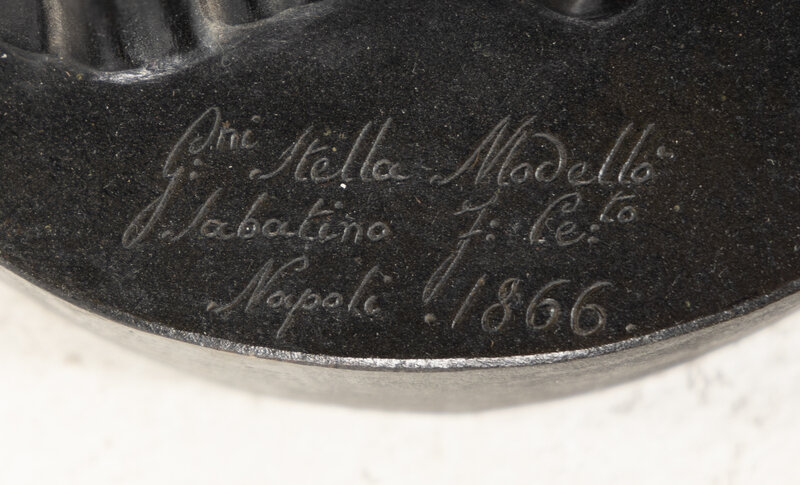 G:ni Stella Modellò
Sabatino F: Ce:to
Napoli .1866.